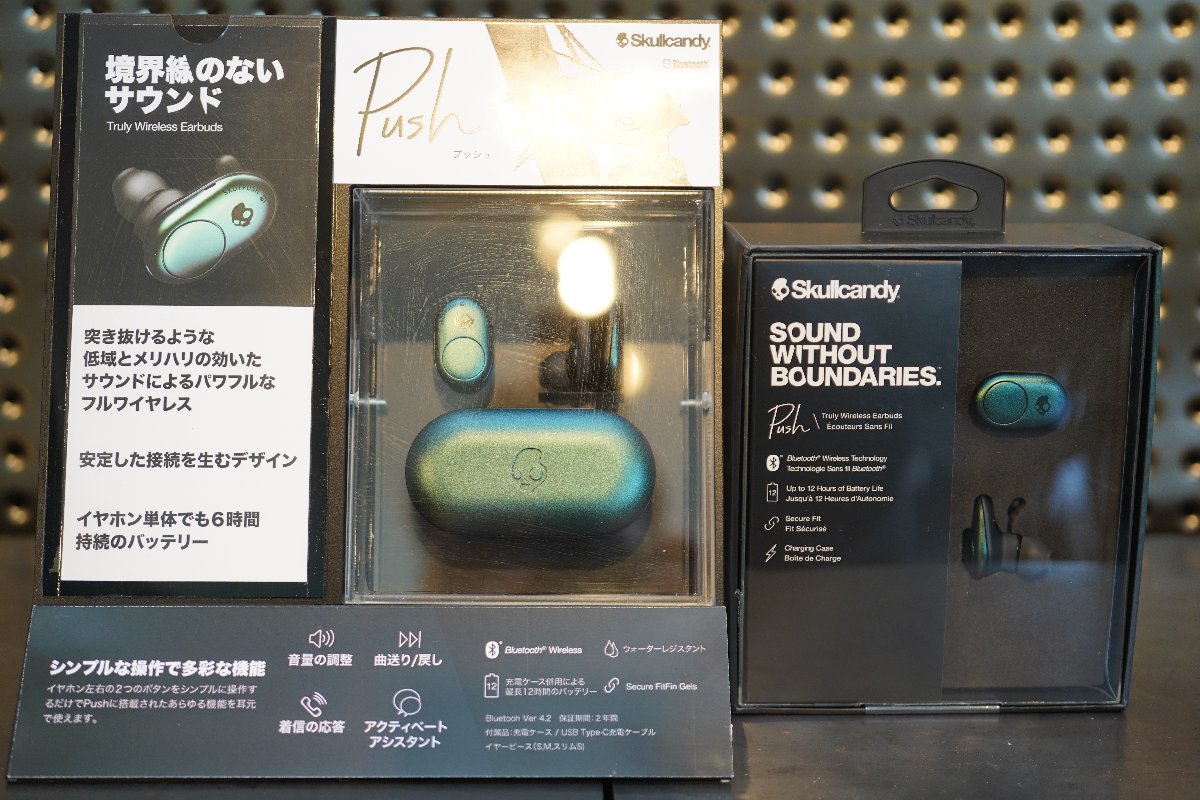 境界線のない
サウンド
Truly Wireless Earbuds
突き抜けるような
低域とメリハリの効いた
サウンドによるパワフルな
フルワイヤレス
安定した接続を生むデザイン
イヤホン単体でも6時間
持続のバッテリー
Push
プッシュ
Skullcandy
Bluetooth
シンプルな操作で多彩な機能
イヤホン左右の2つのボタンをシンプルに操作す
るだけでPushに搭載されたあらゆる機能を耳元
で使えます。
音量の調整
曲送り/戻し
着信の応答
アクティベート
アシスタント
Bluetooth® Wireless
ウォーターレジスタント
12
充電ケース併用による
最長12時間のバッテリー
Secure FitFin Gels
Bluetooh Ver 4.2 保証期間:2年間
付属品:充電ケース / USB Type-C充電ケーブル
イヤーピース(S,M,スリムS)
Skullcandy
Skullcandy
SOUND
WITHOUT
BOUNDARIES.
Push \ Truly Wireless Earbuds
Écouteurs Sans Fil
Bluetooth® Wireless Technology
Technologie Sans fil Bluetooth®
12
Up to 12 Hours of Battery Life
Jusqu'à 12 Heures d'Autonomie
Secure Fit
Fit Sécurisé
Charging Case
Boîte de Charge